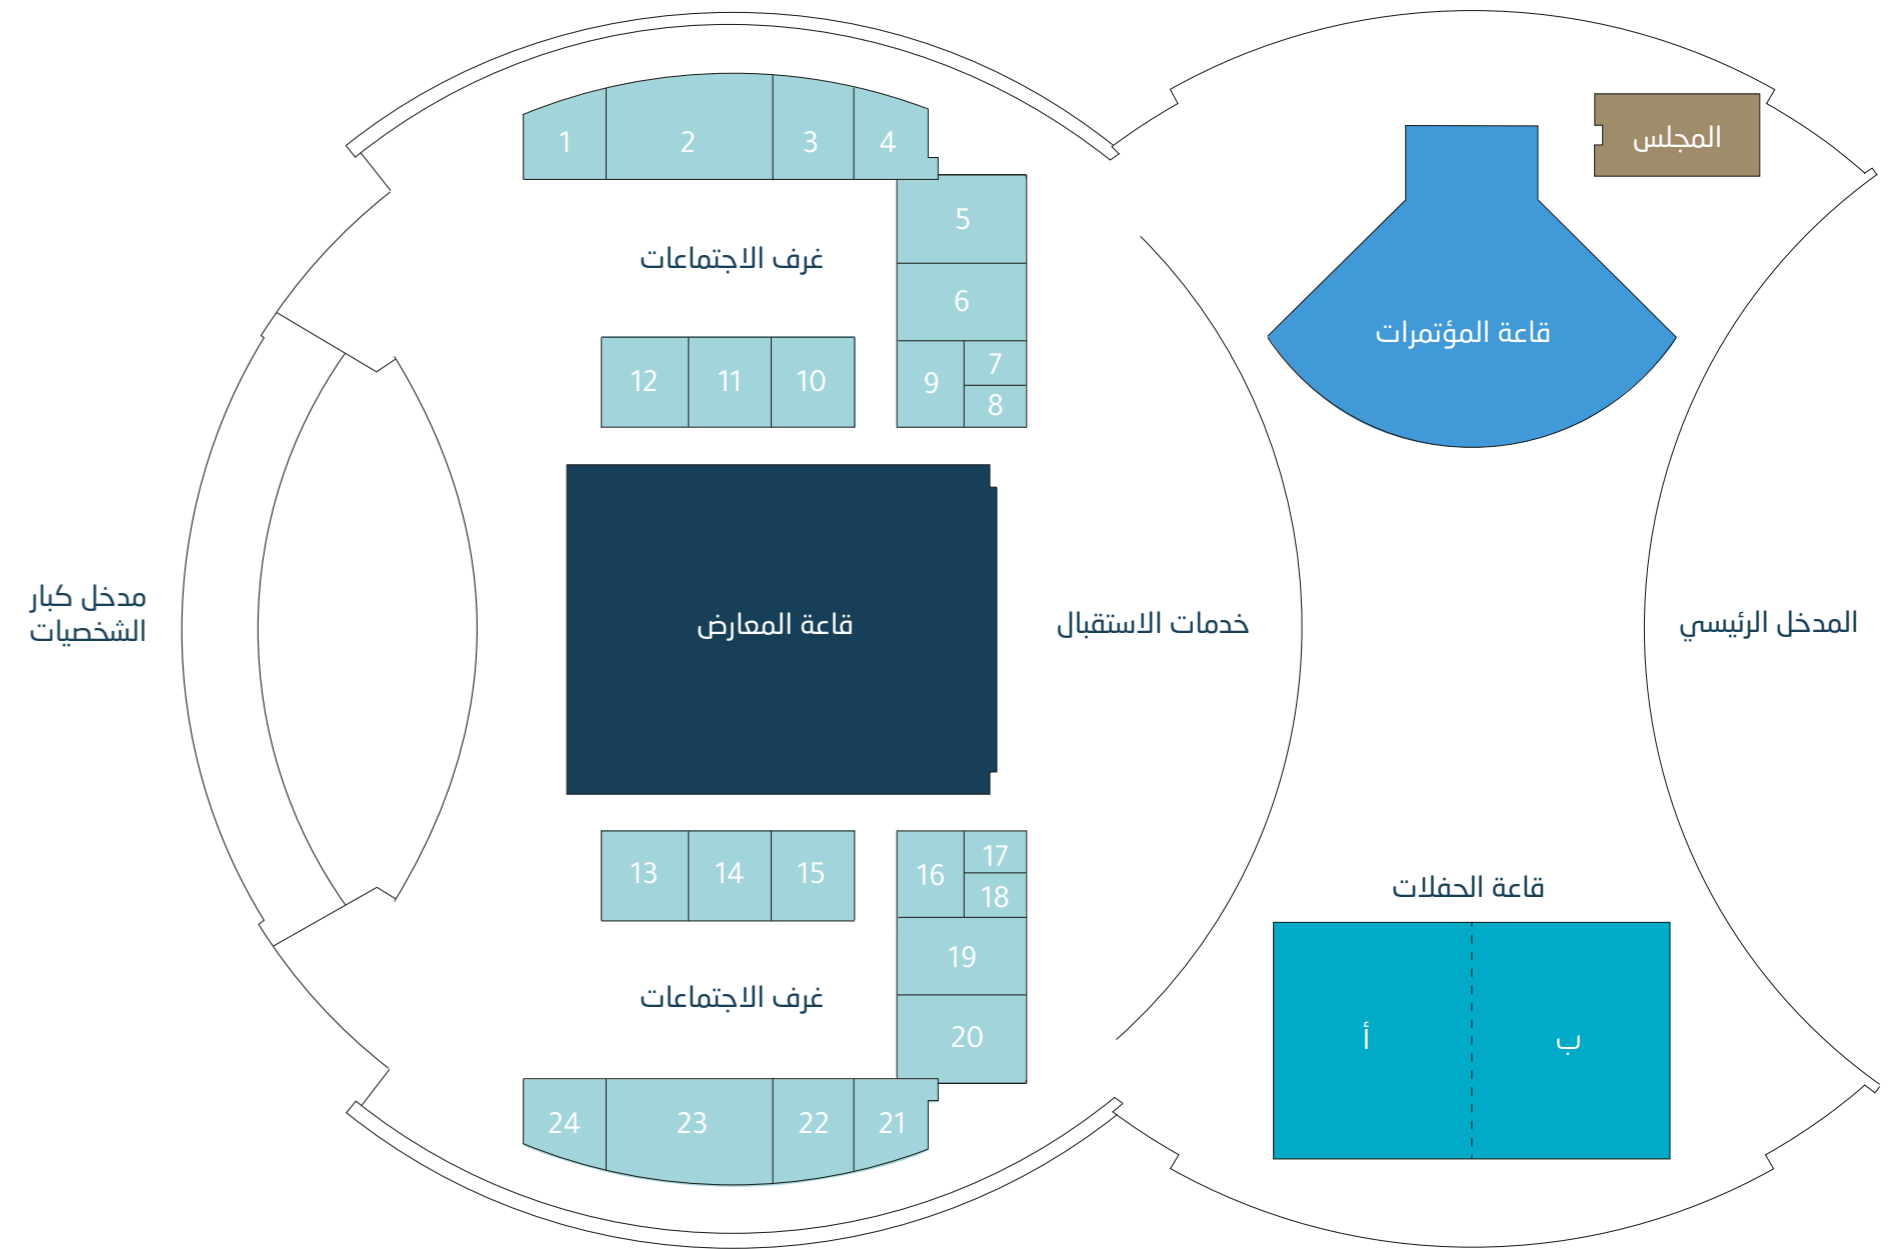 المجلس
1
2
3
4
5
غرف الاجتماعات
6
قاعة المؤتمرات
7
8
9
10
11
12
قاعة المعارض
خدمات الاستقبال
المدخل الرئيسي
مدخل كبار
الشخصيات
13
14
15
16
17
18
قاعة الحفلات
19
غرف الاجتماعات
20
أ
ب
21
22
23
24